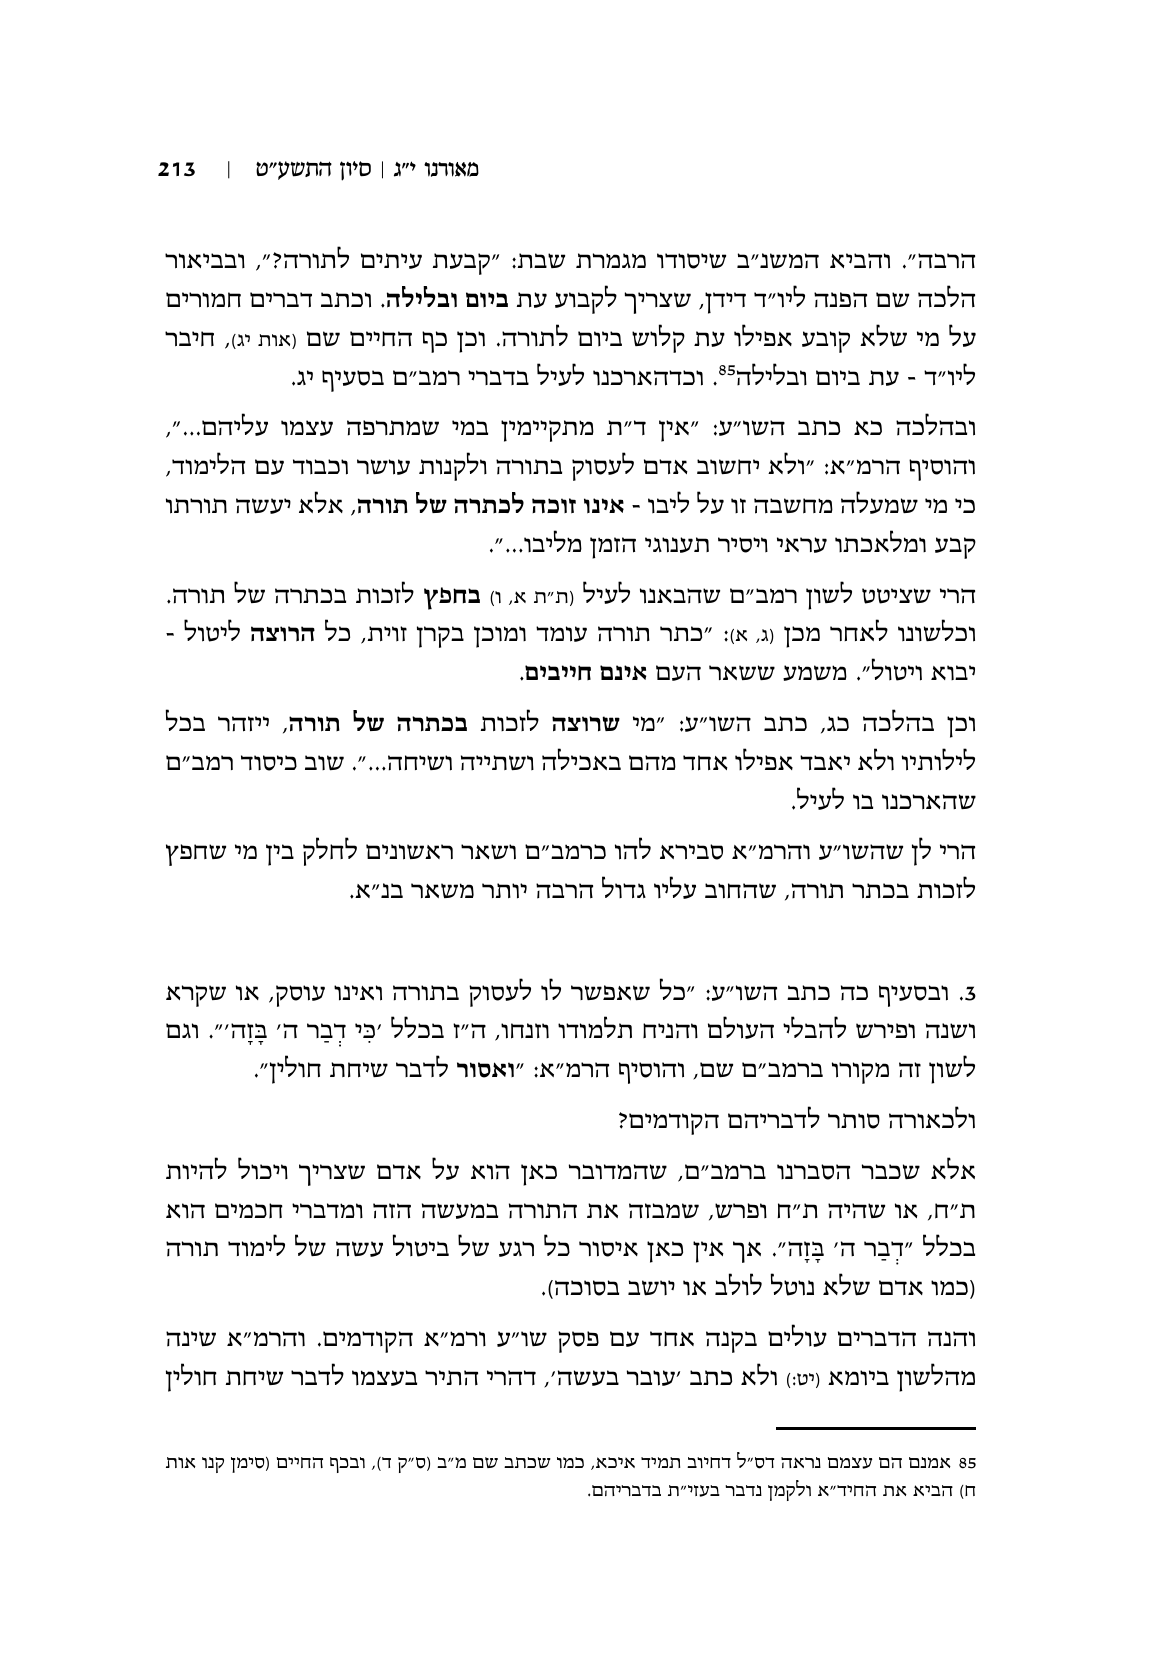 מאורנו י״ג | סיון התשע״ט | 213
הרבה״. והביא המשנ״ב שיסודו מגמרת שבת: ״קבעת עיתים לתורה?״, ובביאור
הלכה שם הפנה ליו״ד דידן, שצריך לקבוע עת ביום ובלילה. וכתב דברים חמורים
על מי שלא קובע אפילו עת קלוש ביום לתורה. וכן כף החיים שם (אות יג), חיבר
ליו״ד - עת ביום ובלילה85. וכדהארכנו לעיל בדברי רמב״ם בסעיף יג.
ובהלכה כא כתב השו״ע: ״אין ד״ת מתקיימין במי שמתרפה עצמו עליהם...״,
והוסיף הרמ״א: ״ולא יחשוב אדם לעסוק בתורה ולקנות עושר וכבוד עם הלימוד,
כי מי שמעלה מחשבה זו על ליבו - אינו זוכה לכתרה של תורה, אלא יעשה תורתו
קבע ומלאכתו עראי ויסיר תענוגי הזמן מליבו...״.
הרי שציטט לשון רמב״ם שהבאנו לעיל (ת״ת א, ו) בחפץ לזכות בכתרה של תורה.
וכלשונו לאחר מכן (ג, א): ״כתר תורה עומד ומוכן בקרן זוית, כל הרוצה ליטול -
יבוא ויטול״. משמע ששאר העם אינם חייבים.
וכן בהלכה כג, כתב השו״ע: ״מי שרוצה לזכות בכתרה של תורה, ייזהר בכל
לילותיו ולא יאבד אפילו אחד מהם באכילה ושתייה ושיחה...״. שוב כיסוד רמב״ם
שהארכנו בו לעיל.
הרי לן שהשו״ע והרמ״א סבירא להו כרמב״ם ושאר ראשונים לחלק בין מי שחפץ
לזכות בכתר תורה, שהחוב עליו גדול הרבה יותר משאר בנ״א.
3. ובסעיף כה כתב השו״ע: ״כל שאפשר לו לעסוק בתורה ואינו עוסק, או שקרא
ושנה ופירש להבלי העולם והניח תלמודו וזנחו, ה״ז בכלל ׳כִּי דְבַר ה׳ בָּזָה׳״. וגם
לשון זה מקורו ברמב״ם שם, והוסיף הרמ״א: ״ואסור לדבר שיחת חולין״.
ולכאורה סותר לדבריהם הקודמים?
אלא שכבר הסברנו ברמב״ם, שהמדובר כאן הוא על אדם שצריך ויכול להיות
ת״ח, או שהיה ת״ח ופרש, שמבזה את התורה במעשה הזה ומדברי חכמים הוא
בכלל ״דְבַר ה׳ בָּזָה״. אך אין כאן איסור כל רגע של ביטול עשה של לימוד תורה
(כמו אדם שלא נוטל לולב או יושב בסוכה).
והנה הדברים עולים בקנה אחד עם פסק שו״ע ורמ״א הקודמים. והרמ״א שינה
מהלשון ביומא (יט:) ולא כתב ׳עובר בעשה׳, דהרי התיר בעצמו לדבר שיחת חולין
85 אמנם הם עצמם נראה דס״ל דחיוב תמיד איכא, כמו שכתב שם מ״ב (ס״ק ד), ובכף החיים (סימן קנו אות
ח) הביא את החיד״א ולקמן נדבר בעזי״ת בדבריהם.